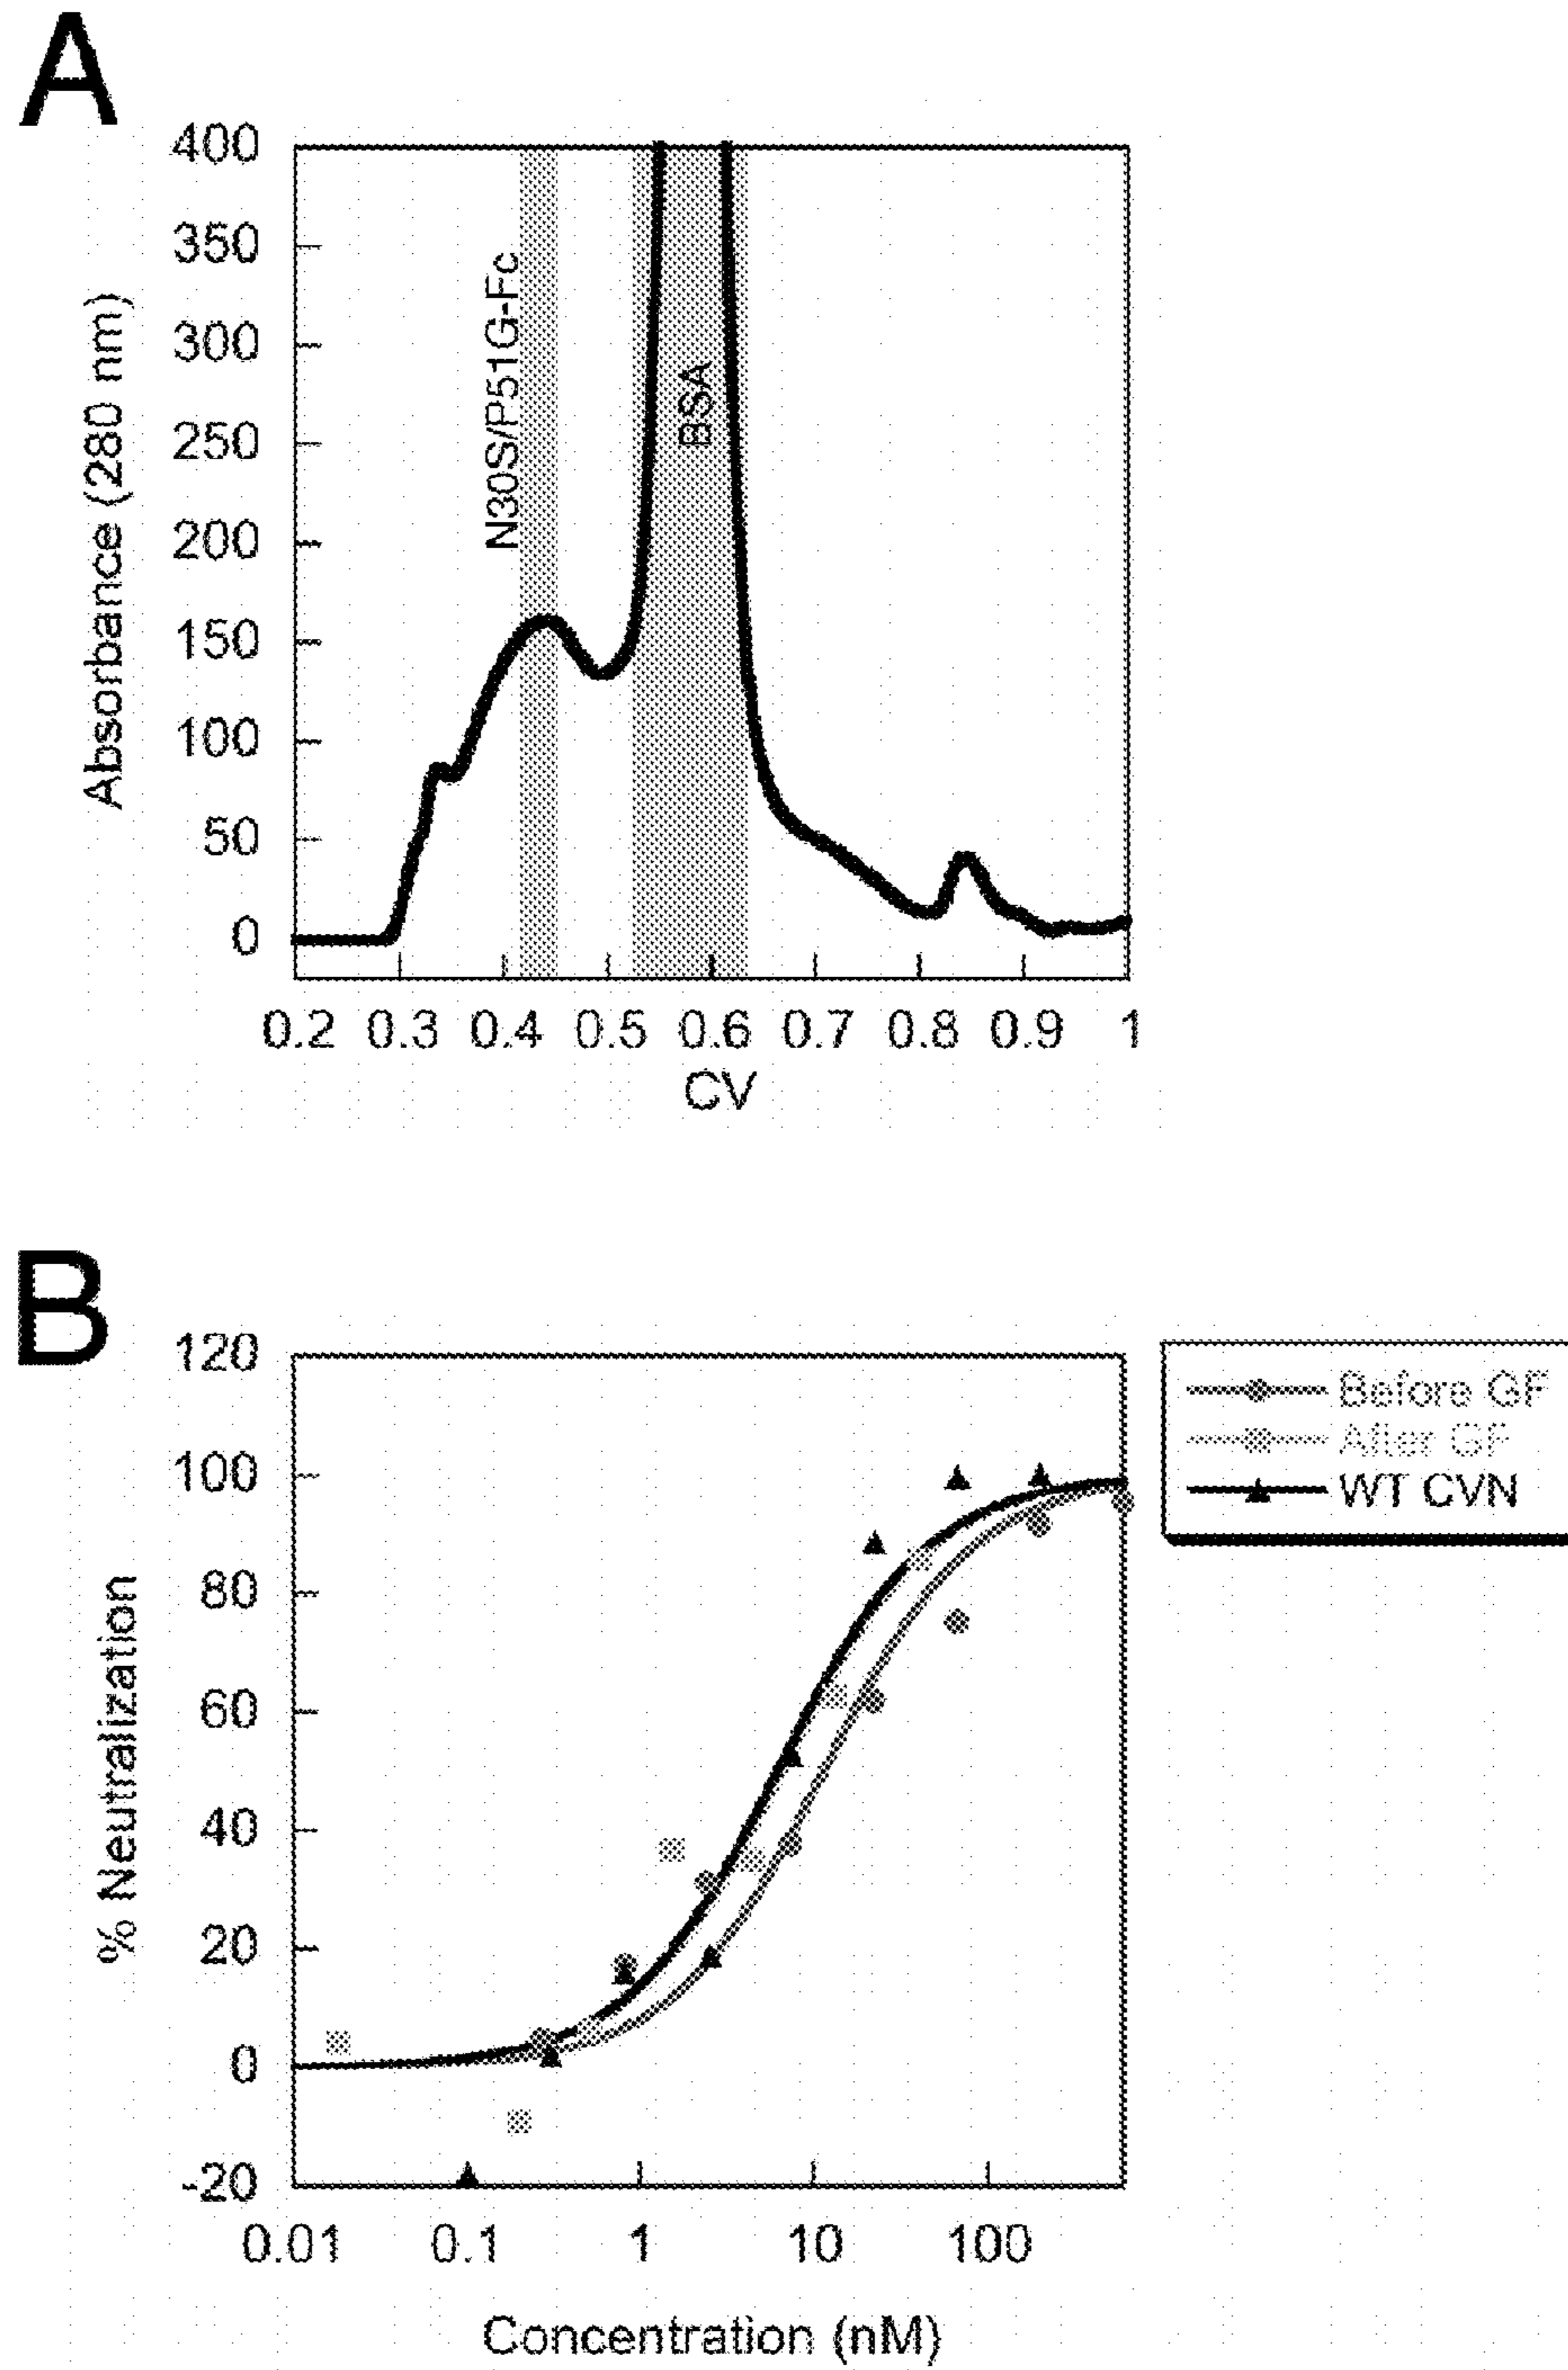 A
400
350
300
250
200
150
100
50
0
Absorbance (280 nm)
N30S/P51G-Fc
BSA
0.2 0.3 0.4 0.5 0.6 0.7 0.8 0.9 1
CV
B
120
100
80
60
40
20
0
-20
% Neutralization
0.01 0.1 1 10 100
Concentration (nM)
Before GF
After GF
WT CVN